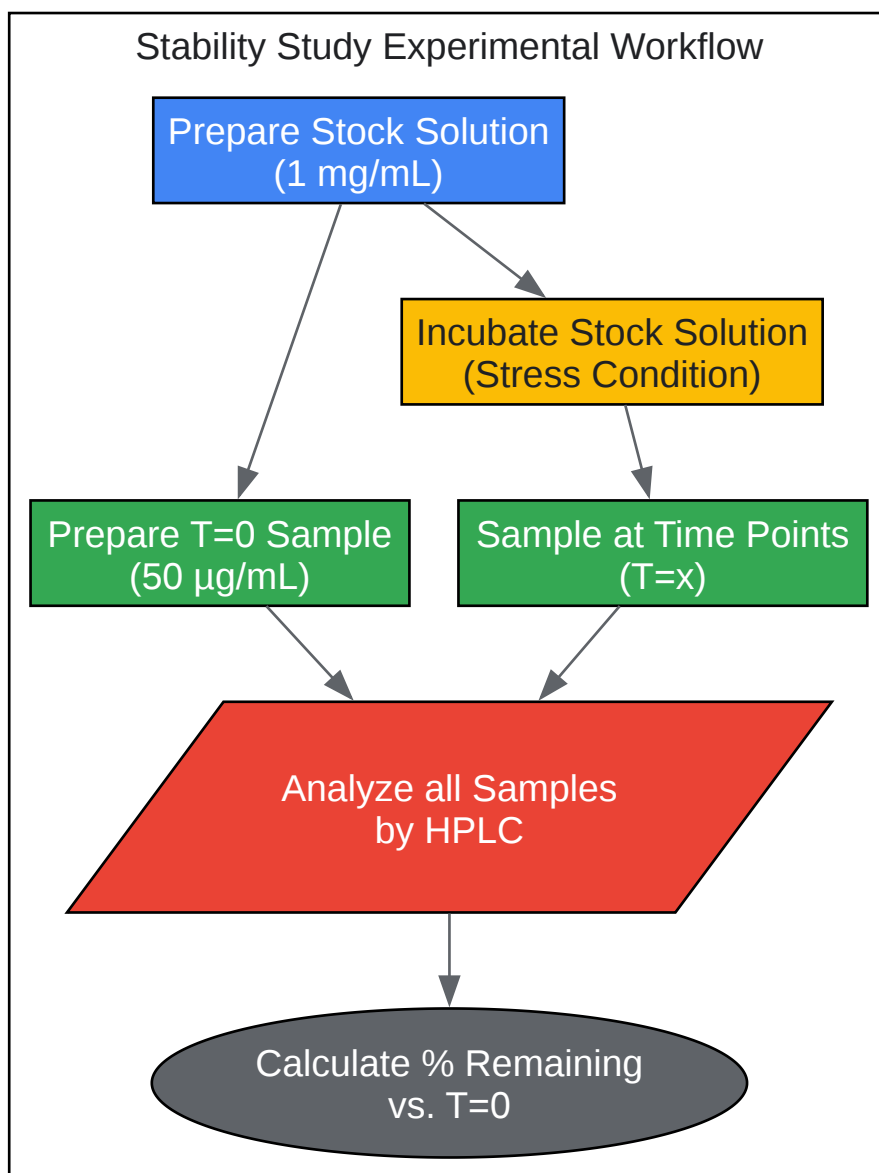 Stability Study Experimental Workflow
Prepare Stock Solution
(1 mg/mL)
Incubate Stock Solution
(Stress Condition)
Prepare T=0 Sample
(50 µg/mL)
Sample at Time Points
(T=x)
Analyze all Samples
by HPLC
Calculate % Remaining
vs. T=0